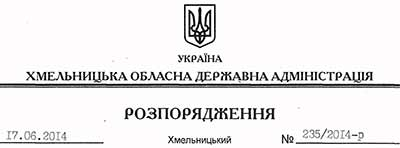 УКРАЇНА
ХМЕЛЬНИЦЬКА ОБЛАСНА ДЕРЖАВНА АДМІНІСТРАЦІЯ
РОЗПОРЯДЖЕННЯ
17.06.2014 Хмельницький № 235/2014-р